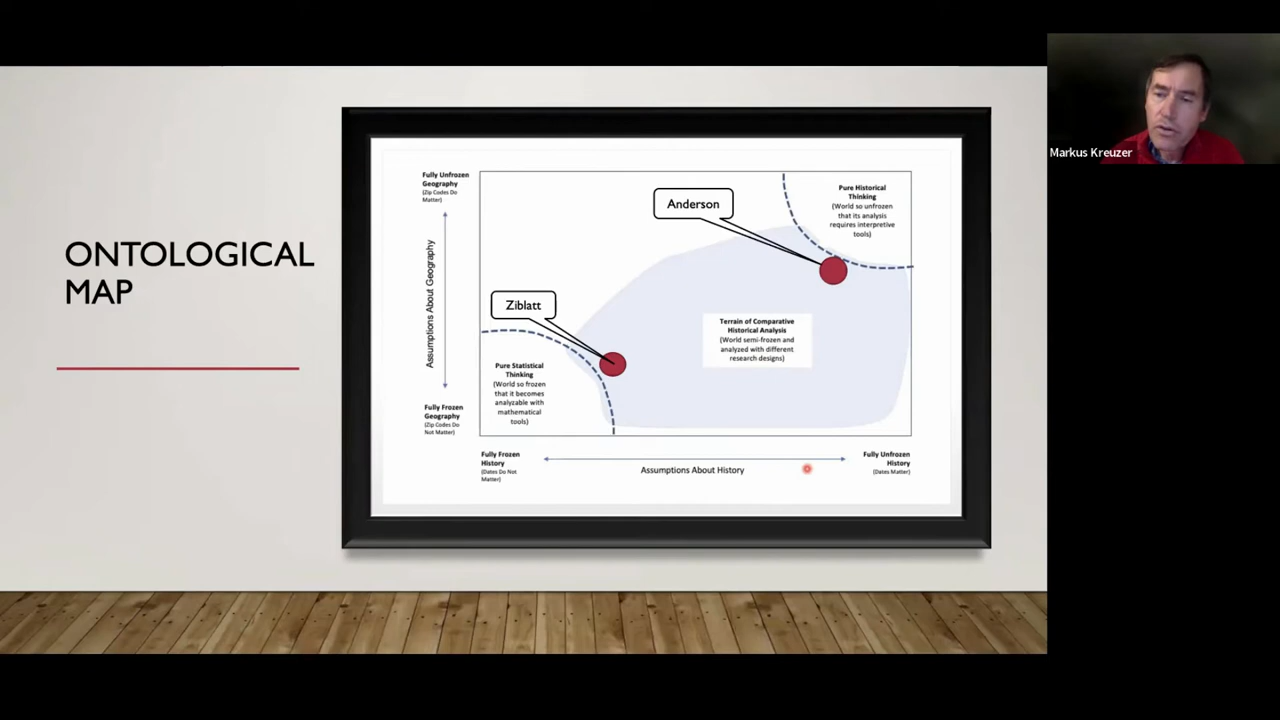 ONTOLOGICAL
MAP
Fully Unfrozen
Geography
(Zip Codes Do
Matter)
Assumptions About Geography
Fully Frozen
Geography
(Zip Codes Do
Not Matter)
Anderson
Pure Historical
Thinking
(World so unfrozen
that its analysis
requires interpretive
tools)
Ziblatt
Terrain of Comparative
Historical Analysis
(World semi-frozen and
analyzed with different
research designs)
Pure Statistical
Thinking
(World so frozen
that it becomes
analyzable with
mathematical
tools)
Fully Frozen
History
(Dates Do Not
Matter)
Assumptions About History
Fully Unfrozen
History
(Dates Matter)
Markus Kreuzer